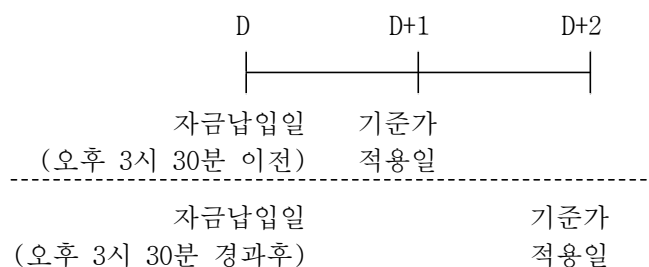 D D+1 D+2
자금납입일 기준가
(오후 3시 30분 이전) 적용일
자금납입일 기준가
(오후 3시 30분 경과후) 적용일